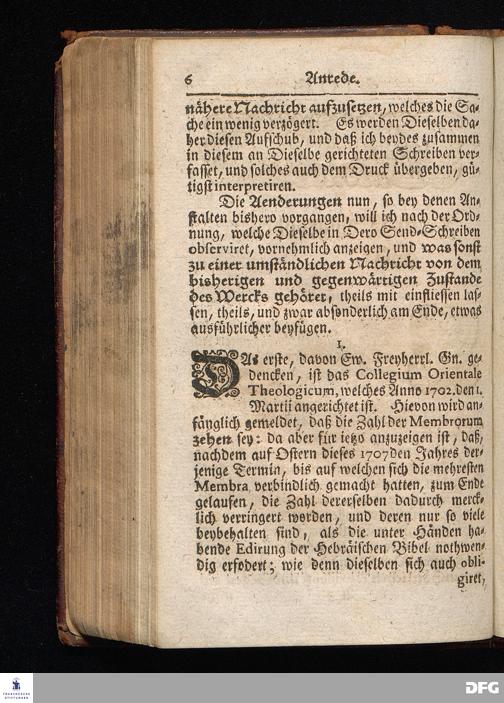 6 Anrede.
nähere Nachricht aufzusetzen, welches die Sa-
che ein wenig verzögert. Es werden Dieselben da-
her diesen Aufschub, und daß ich beydes zusammen
in diesem an Dieselbe gerichteten Schreiben ver-
fasset, und solches auch dem Druck übergeben, gü-
tigst interpretiren.
Die Aenderungen nun, so bey denen An-
stalten bishero vorgangen, will ich nach der Ord-
nung, welche Dieselbe in Dero Send-Schreiben
observiret, vornehmlich anzeigen, und was sonst
zu einer umständlichen Nachricht von dem
bisherigen und gegenwärtigen Zustande
des Wercks gehöret, theils mit einfliessen las-
sen, theils, und zwar absonderlich am Ende, etwas
ausführlicher beyfügen.
1.
DAs erste, davon Ew. Freyherrl. Gn. ge-
dencken, ist das Collegium Orientale
Theologicum, welches Anno 1702. den 1.
Martii angerichtet ist. Hievon wird an-
fänglich gemeldet, daß die Zahl der Membrorum
zehen sey: da aber für ietzo anzuzeigen ist, daß,
nachdem auf Ostern dieses 1707den Jahres der-
jenige Termin, bis auf welchen sich die mehresten
Membra verbindlich gemacht hatten, zum Ende
gelaufen, die Zahl dererselben dadurch merck-
lich verringert worden, und deren nur so viele
beybehalten sind, als die unter Händen ha-
bende Edirung der Hebräischen Bibel nothwen-
dig erfodert; wie denn dieselben sich auch obli-
giret,
FRANCKESCHE
STIFTUNGEN
DFG